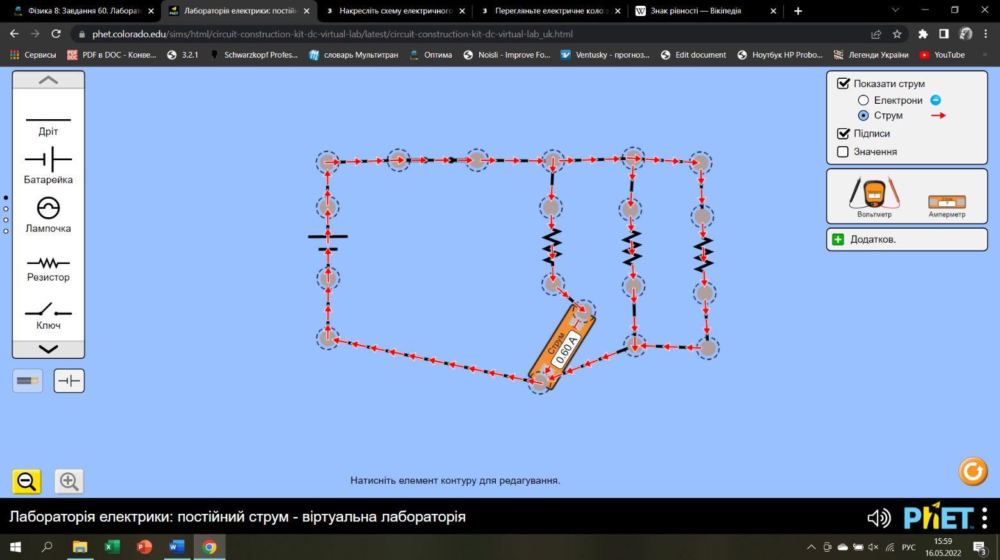 Фізика 8: Завдання 60. Лаборат
Лабораторія електрики: постійн
Накресліть схему електричного
Перегляньте електричне коло з
Знак рівності — Вікіпедія
phet.colorado.edu/sims/html/circuit-construction-kit-dc-virtual-lab/latest/circuit-construction-kit-dc-virtual-lab_uk.html
Сервисы
PDF в DOC - Конве...
3.2.1
Schwarzkopf Profes...
словарь Мультитран
Оптима
Noisli - Improve Fo...
Ventusky - прогноз...
Edit document
Ноутбук HP Probo...
Легенди України
YouTube
Дріт
Батарейка
Лампочка
Резистор
Ключ
Струм
0.60 A
Показати струм
Електрони
Струм
Підписи
Значення
Напруга
?
Вольтметр
Струм
?
Амперметр
Додатков.
Натисніть елемент контуру для редагування.
Лабораторія електрики: постійний струм - віртуальна лабораторія
PhET
РУС
15:59
16.05.2022
3